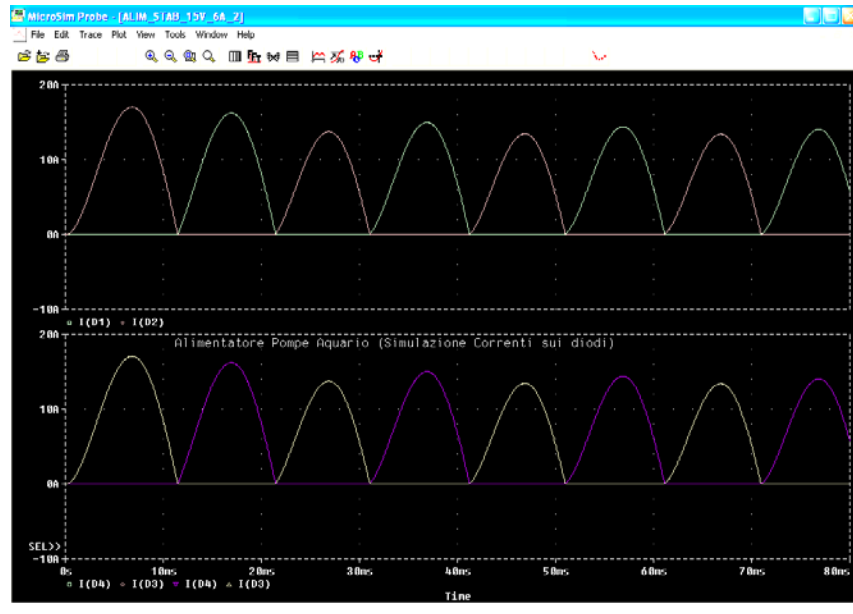 MicroSim Probe - [ALIM_STAB_15V_6A_2]
File Edit Trace Plot View Tools Window Help
20A
10A
0A
-10A
I(D1) I(D2)
20A
Alimentatore Pompe Aquario (Simulazione Correnti sui diodi)
10A
0A
SEL>>
-10A
0s 10ms 20ms 30ms 40ms 50ms 60ms 70ms 80ms
I(D4) I(D3) I(D4) I(D3)
Time